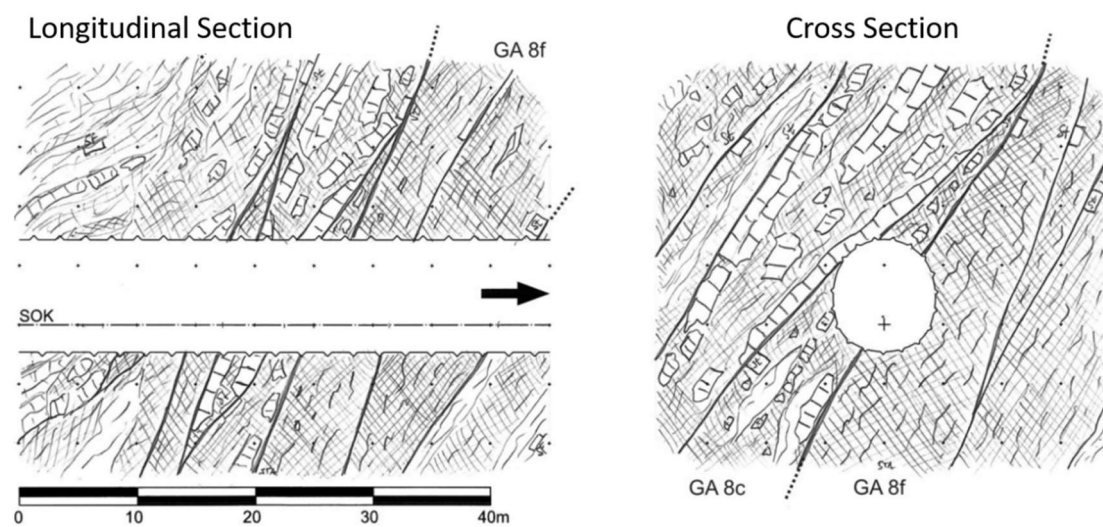 Longitudinal Section
Cross Section
GA 8f
SOK
0 10 20 30 40m
GA 8c GA 8f